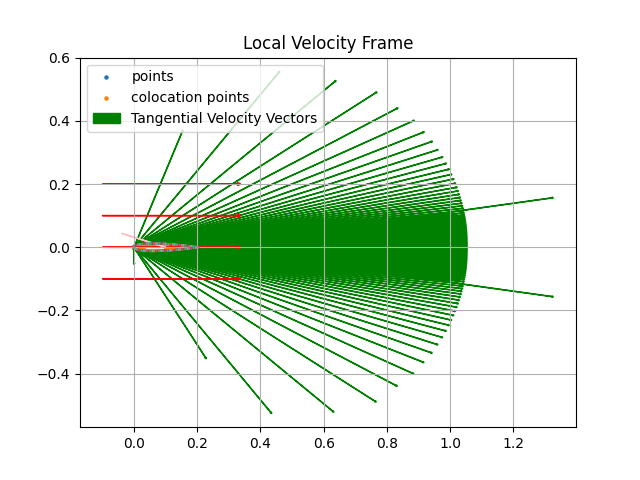 Local Velocity Frame
points
colocation points
Tangential Velocity Vectors
0.6
0.4
0.2
0.0
−0.2
−0.4
0.0 0.2 0.4 0.6 0.8 1.0 1.2